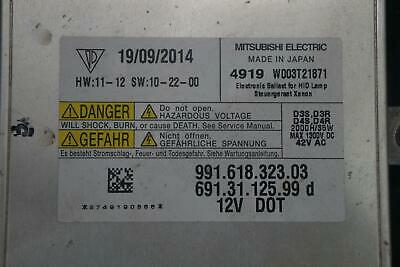 19/09/2014
HW:11-12 SW:10-22-00
MITSUBISHI ELECTRIC
MADE IN JAPAN
4919 W003T21871
Electronic Ballast for HID Lamp
Steuergeraet Xenon
DANGER
Do not open.
HAZARDOUS VOLTAGE
WILL SHOCK, BURN, or cause DEATH. See Service Manual.
GEFAHR
Nicht öffnen.
GEFÄHRLICHE SPANNUNG
Es besteht Stromschlag-, Feuer- und Todesgefahr. Siehe Handbuch.
D3S,D3R
D4S,D4R
2000H/35W
MAX 1300V DC
42V AC
991.618.323.03
691.31.125.99 d
12V DOT